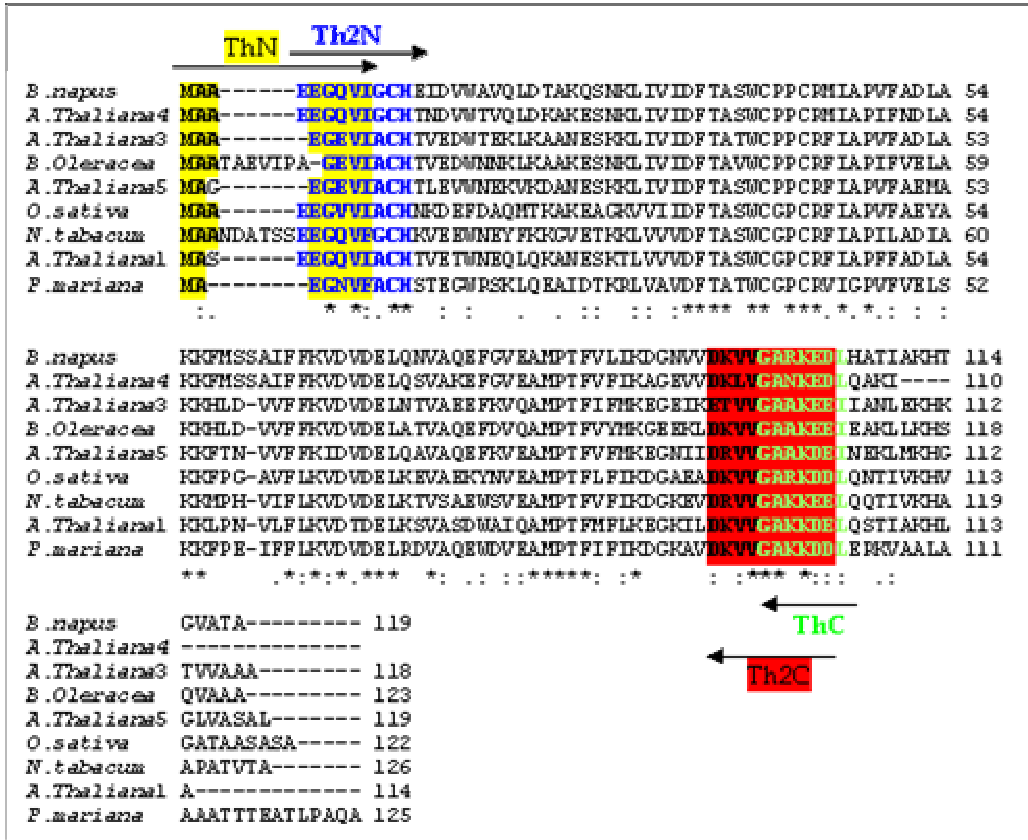 ThN Th2N
B.napus MAA------EEGQVIGCHEIDVWAVQLDTAKQSNKLIVIDFTASWCPPCRMIAPVFADLA 54
A.Thaliana4 MAA------EEGQVIACHTNDVWTVQLDKAKESNKLIVIDFTASWCPPCRMIAPIFNDLA 54
A.Thaliana3 MAA-------EGEVIACHTVEDWTEKLKAANESKKLIVIDFTATWCPPCRFIAPVFADLA 53
B.Oleracea MAATAEVIPA-GEVIACHTVEDWNNKLKAAKESNKLIVIDFTAVWCPPCRFIAPIFVELA 59
A.Thaliana5 MAG-------EGEVIACHTLEVWNEKVKDANESKKLIVIDFTASWCPPCRFIAPVFAEMA 53
O.sativa MAA------EEGVVIACHNKDEFDAQMTKAKEAGKVVIIDFTASWCGPCRFIAPVFAEYA 54
N.tabacum MAANDATSSEEGQVFGCHKVEEWNEYFKKGVETKKLVVVDFTASWCGPCRFIAPILADIA 60
A.Thaliana1 MAS------EEGQVIACHTVETWNEQLQKANESKTLVVVDFTASWCGPCRFIAPFFADLA 54
P.mariana MA--------EGNVFACHSTEGWRSKLQEAIDTKRLVAVDFTATWCGPCRVIGPVFVELS 52
:. * *:. ** : : . . :: : :**** ** *** *.*.: : :
B.napus KKFMSSAIFFKVDVDELQNVAQEFGVEAMPTFVLIKDGNVVDKVVGARKEDLHATIAKHT 114
A.Thaliana4 KKFMSSAIFFKVDVDELQSVAKEFGVEAMPTFVFIKAGEVVDKLVGANKEDLQAKI---- 110
A.Thaliana3 KKHLD-VVFFKVDVDELNTVAEEFKVQAMPTFIFMKEGEIKETVVGAAKEEIIANLEKHK 112
B.Oleracea KKHLD-VVFFKVDVDELATVAQEFDVQAMPTFVYMKGEEKLDKVVGAAKEEIEAKLLKHS 118
A.Thaliana5 KKFTN-VVFFKIDVDELQAVAQEFKVEAMPTFVFMKEGNIIDRVVGAAKDEINEKLMKHG 112
O.sativa KKFPG-AVFLKVDVDELKEVAEKYNVEAMPTFLFIKDGAEADKVVGARKDDLQNTIVKHV 113
N.tabacum KKMPH-VIFLKVDVDELKTVSAEWSVEAMPTFVFIKDGKEVDRVVGAKKEELQQTIVKHA 119
A.Thaliana1 KKLPN-VLFLKVDTDELKSVASDWAIQAMPTFMFLKEGKILDKVVGAKKDELQSTIAKHL 113
P.mariana KKFPE-IFFLKVDVDELRDVAQEWDVEAMPTFIFIKDGKAVDKVVGAKKDDLERKVAALA 111
** .*:*:*.*** *: .: ::*****: :* : :*** *.:: .:
B.napus GVATA--------- 119
A.Thaliana4 --------------
A.Thaliana3 TVVAAA-------- 118
B.Oleracea QVAAA--------- 123
A.Thaliana5 GLVASAL------- 119
O.sativa GATAASASA----- 122
N.tabacum APATVTA------- 126
A.Thaliana1 A------------- 114
P.mariana AAATTTEATLPAQA 125
ThC
Th2C